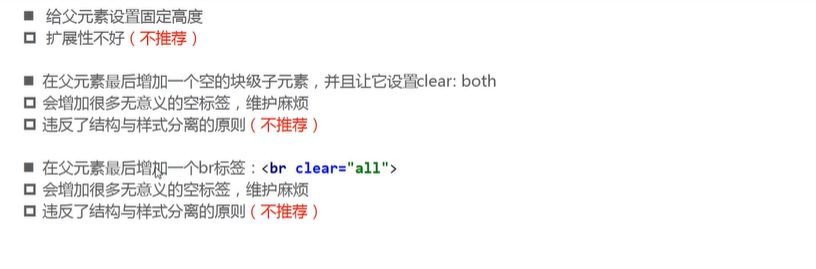 给父元素设置固定高度
扩展性不好（不推荐）
在父元素最后增加一个空的块级子元素，并且让它设置clear: both
会增加很多无意义的空标签，维护麻烦
违反了结构与样式分离的原则（不推荐）
在父元素最后增加一个br标签：<br clear="all">
会增加很多无意义的空标签，维护麻烦
违反了结构与样式分离的原则（不推荐）